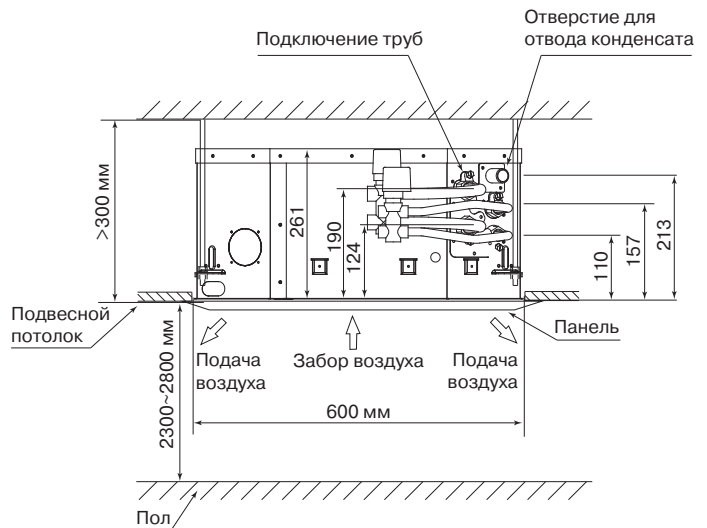 Отверстие для
отвода конденсата
Подключение труб
>300 мм
261
190
124
110
157
213
Подвесной
потолок
Панель
Подача
воздуха
Забор воздуха
Подача
воздуха
2300~2800 мм
600 мм
Пол